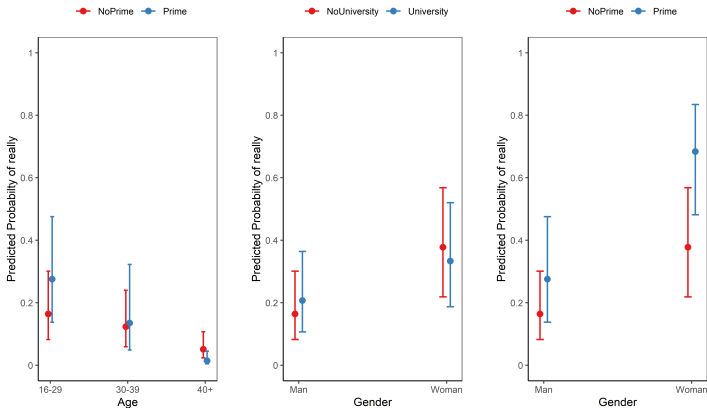 NoPrime Prime
Predicted Probabilty of really
1
0.8
0.6
0.4
0.2
0
16-29 30-39 40+
Age
NoUniversity University
Predicted Probabilty of really
1
0.8
0.6
0.4
0.2
0
Man Woman
Gender
NoPrime Prime
Predicted Probabilty of really
1
0.8
0.6
0.4
0.2
0
Man Woman
Gender